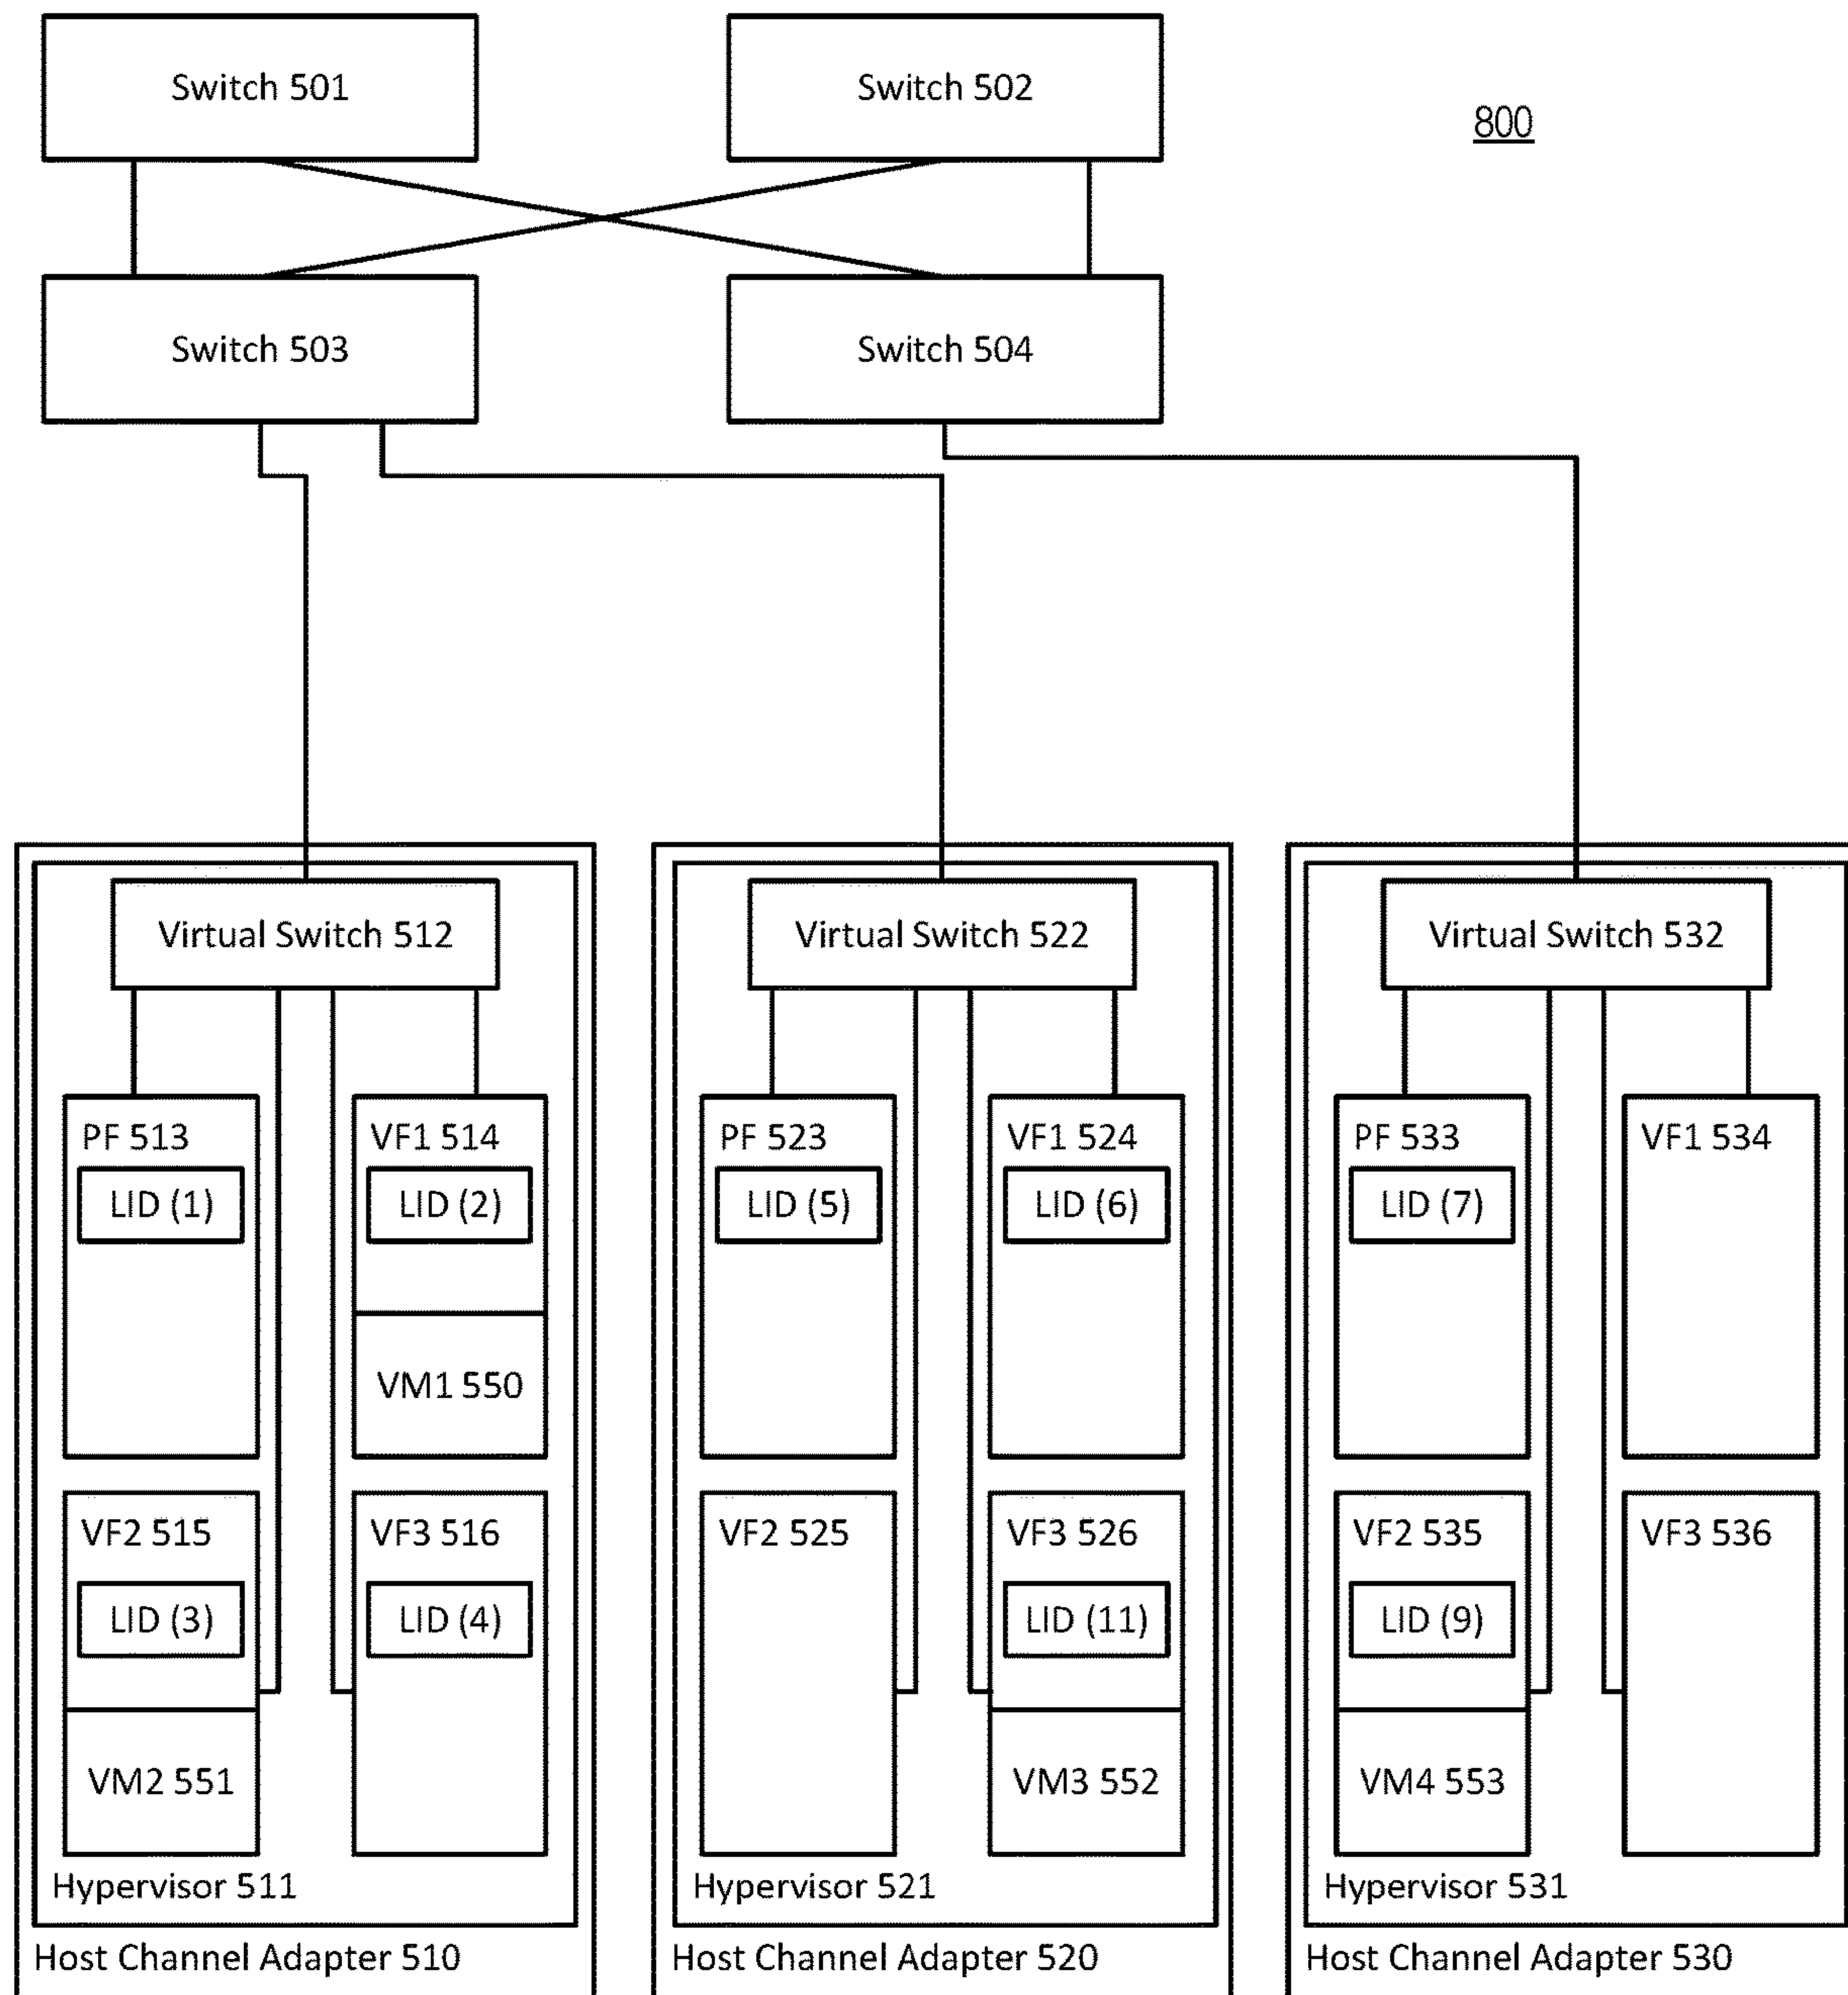 Switch 501
Switch 502
800
Switch 503
Switch 504
Virtual Switch 512
Virtual Switch 522
Virtual Switch 532
PF 513
LID (1)
VF1 514
LID (2)
VM1 550
VF2 515
LID (3)
VM2 551
VF3 516
LID (4)
Hypervisor 511
Host Channel Adapter 510
PF 523
LID (5)
VF1 524
LID (6)
VF2 525
VF3 526
LID (11)
VM3 552
Hypervisor 521
Host Channel Adapter 520
PF 533
LID (7)
VF1 534
VF2 535
LID (9)
VM4 553
VF3 536
Hypervisor 531
Host Channel Adapter 530